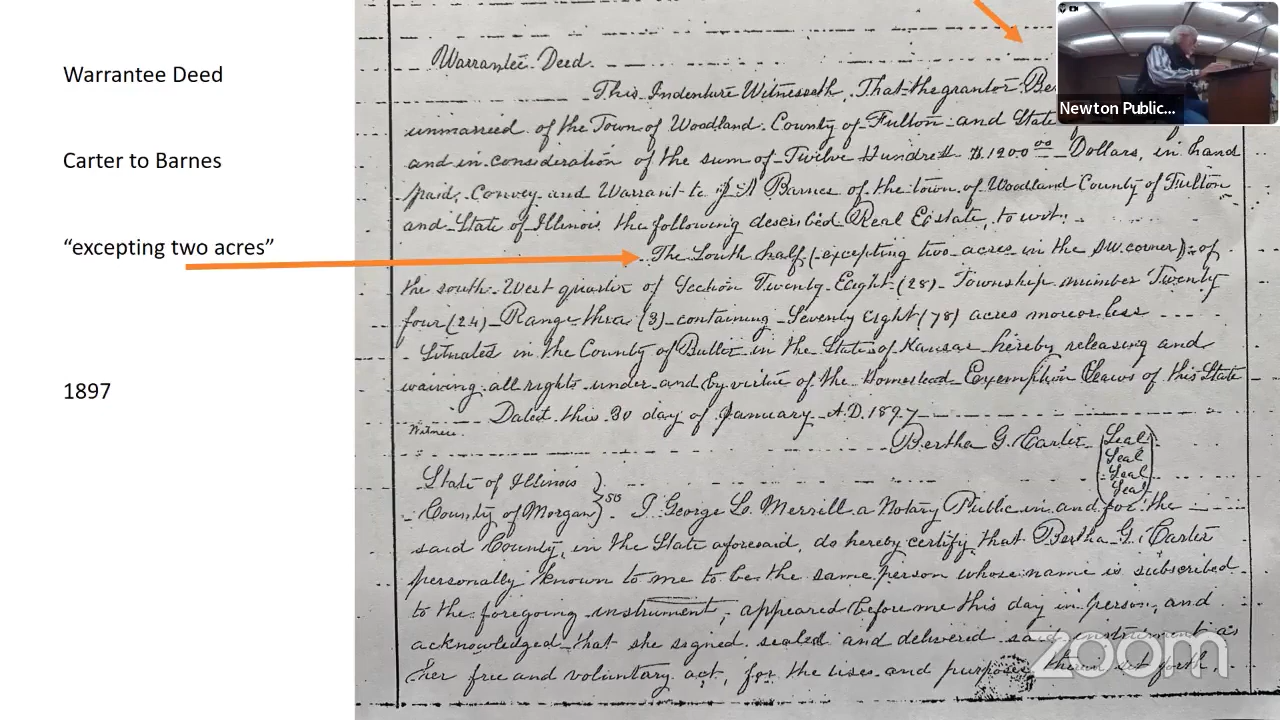 Warrantee Deed
Carter to Barnes
“excepting two acres”
1897
Newton Public...
Warrantee Deed.
This Indenture Witnesseth, That the grantor Be
unmarried of the Town of Woodland County of Fulton and State
and in consideration of the sum of Twelve Hundred $1200.00 Dollars, in hand
paid, Convey and Warrant to A Barnes of the town of Woodland County of Fulton
and State of Illinois the following described Real Estate, to wit:
The South half (excepting two acres in the SW. corner) of
the South West quarter of Section Twenty Eight (28) Township number Twenty
four (24) Range three (3) containing Seventy Eight (78) acres more or less
Situated in the County of Butler in the State of Kansas hereby releasing and
waiving all rights under and by virtue of the Homestead Exemption Laws of this State
Dated this 30 day of January A.D. 1897
Witness.
Bertha G. Carter (Seal)
Seal
Seal
Seal
State of Illinois
County of Morgan } SS I George L. Merrill a Notary Public in and for the
said County, in the State aforesaid, do hereby certify that Bertha G. Carter
personally known to me to be the same person whose name is subscribed
to the foregoing instrument, appeared before me this day in person, and
acknowledged that she signed sealed and delivered said instrument as
her free and voluntary act, for the uses and purposes therein set forth.
zoom